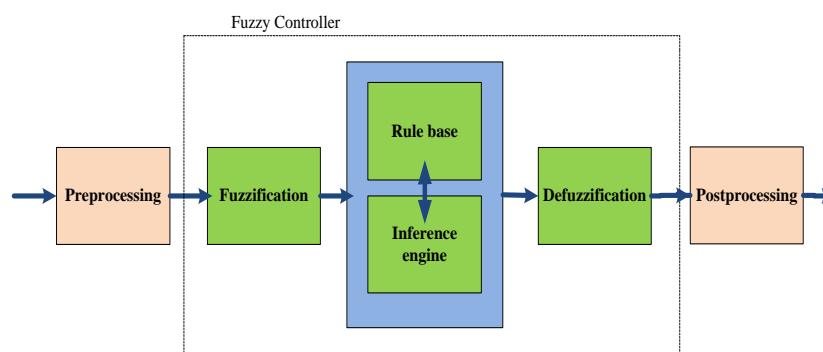 Fuzzy Controller
Rule base
Preprocessing
Fuzzification
Defuzzification
Postprocessing
Inference
engine